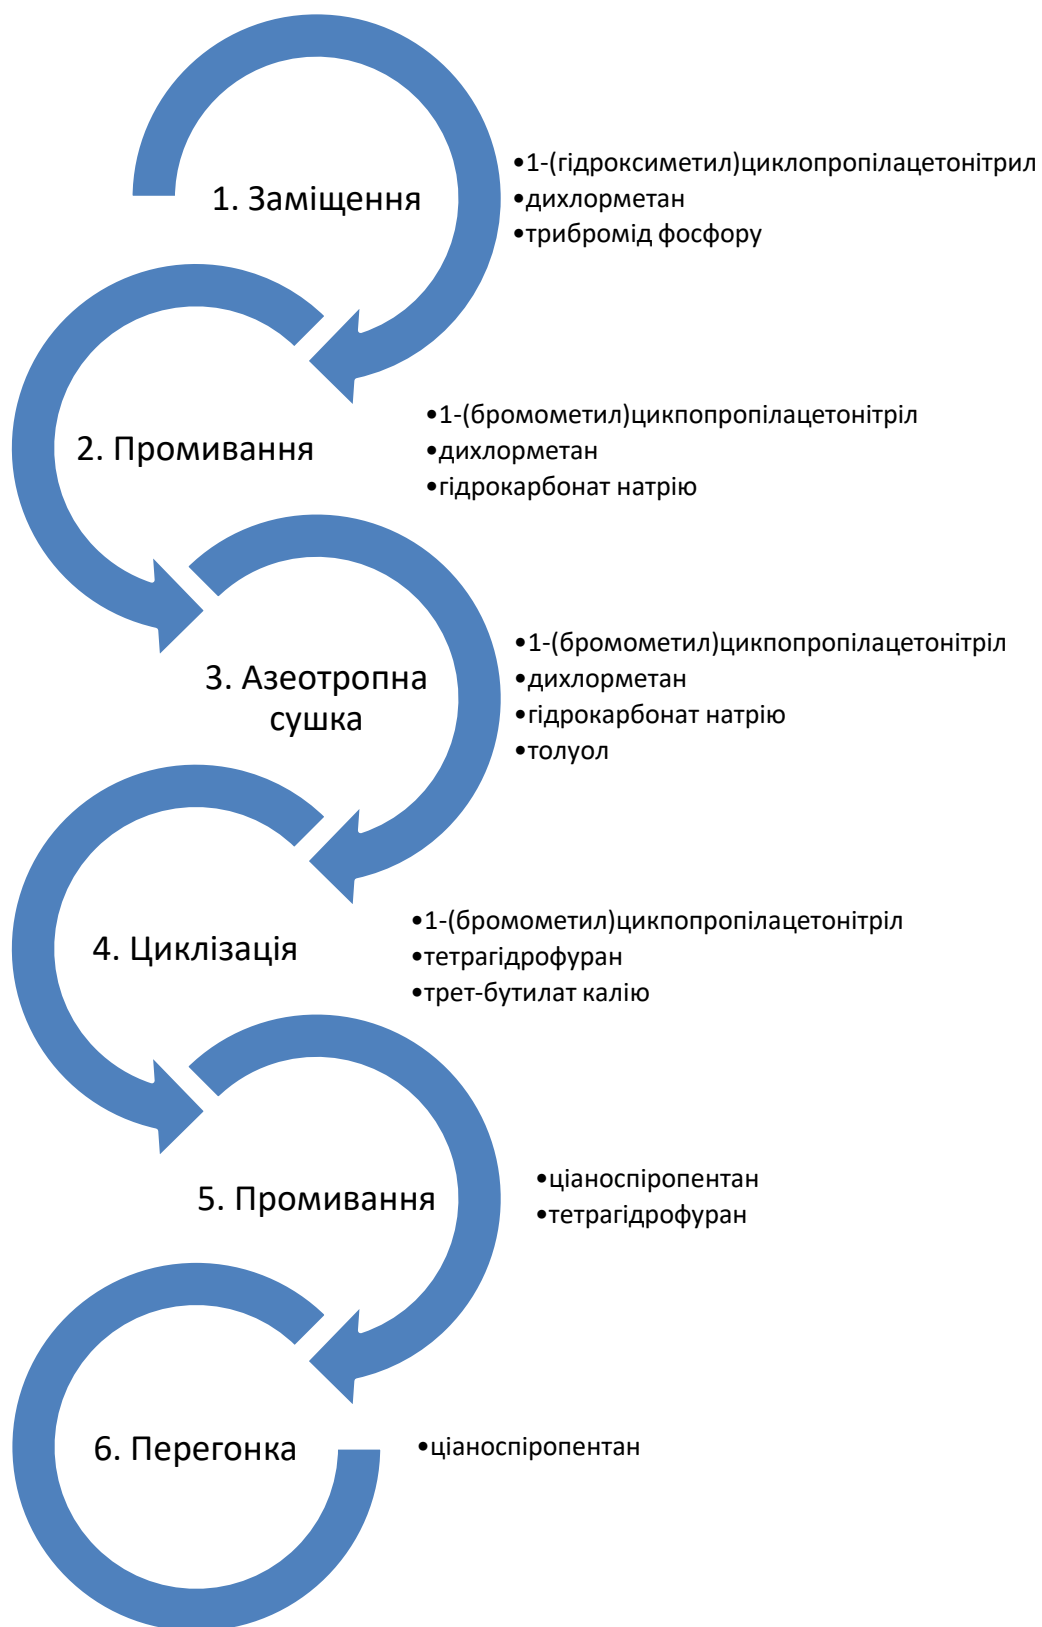 1. Заміщення
•1-(гідроксиметил)циклопропілацетонітрил
•дихлорметан
•трибромід фосфору
2. Промивання
•1-(бромометил)цикпопропілацетонітріл
•дихлорметан
•гідрокарбонат натрію
3. Азеотропна
сушка
•1-(бромометил)цикпопропілацетонітріл
•дихлорметан
•гідрокарбонат натрію
•толуол
4. Циклізація
•1-(бромометил)цикпопропілацетонітріл
•тетрагідрофуран
•трет-бутилат калію
5. Промивання
•ціаноспіропентан
•тетрагідрофуран
6. Перегонка
•ціаноспіропентан